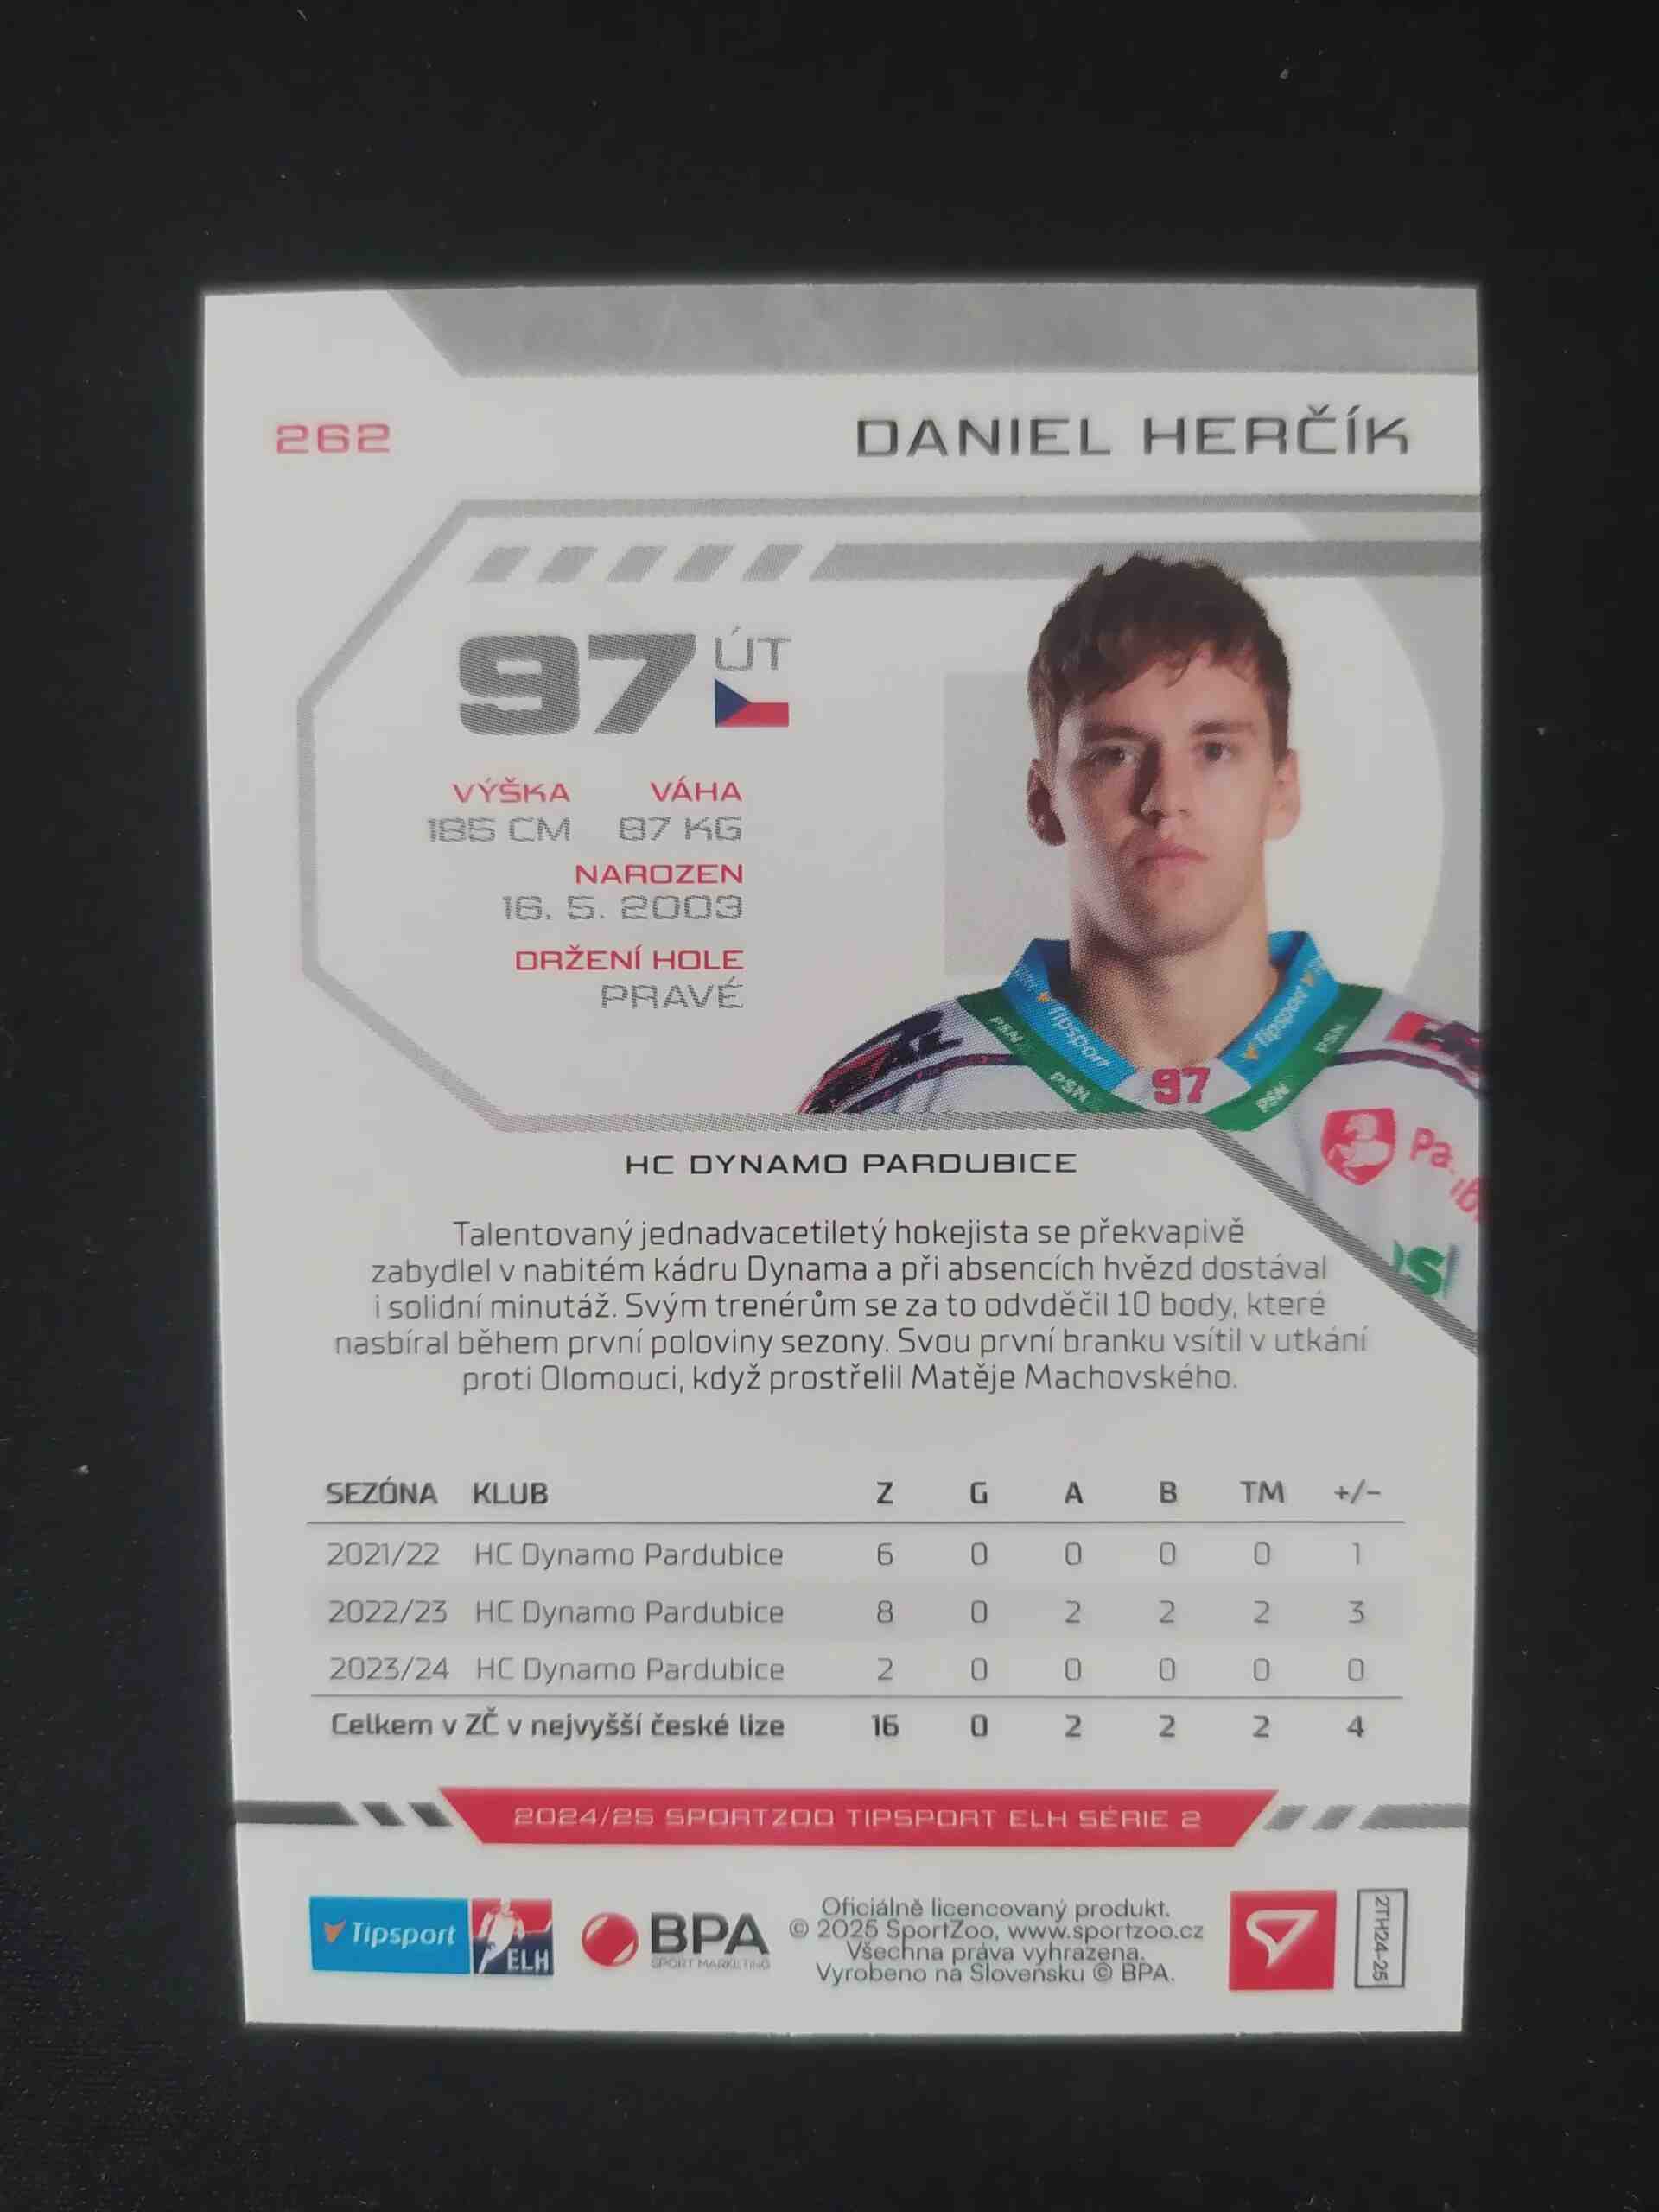 262
DANIEL HERČÍK
97 ÚT
VÝŠKA VÁHA
185 CM 87 KG
NAROZEN
16. 5. 2003
DRŽENÍ HOLE
PRAVÉ
Tipsport Tipsport
PSN PSN
PSN 97 PSN
HC DYNAMO PARDUBICE
Talentovaný jednadvacetiletý hokejista se překvapivě
zabydlel v nabitém kádru Dynama a při absencích hvězd dostával
i solidní minutáž. Svým trenérům se za to odvděčil 10 body, které
nasbíral během první poloviny sezony. Svou první branku vsítil v utkání
proti Olomouci, když prostřelil Matěje Machovského.
SEZÓNA KLUB Z G A B TM +/-
2021/22 HC Dynamo Pardubice 6 0 0 0 0 1
2022/23 HC Dynamo Pardubice 8 0 2 2 2 3
2023/24 HC Dynamo Pardubice 2 0 0 0 0 0
Celkem v ZČ v nejvyšší české lize 16 0 2 2 2 4
2024/25 SPORTZOO TIPSPORT ELH SÉRIE 2
Tipsport ELH
BPA
SPORT MARKETING
Oficiálně licencovaný produkt.
© 2025 SportZoo, www.sportzoo.cz
Všechna práva vyhrazena.
Vyrobeno na Slovensku © BPA.
2TH24-25